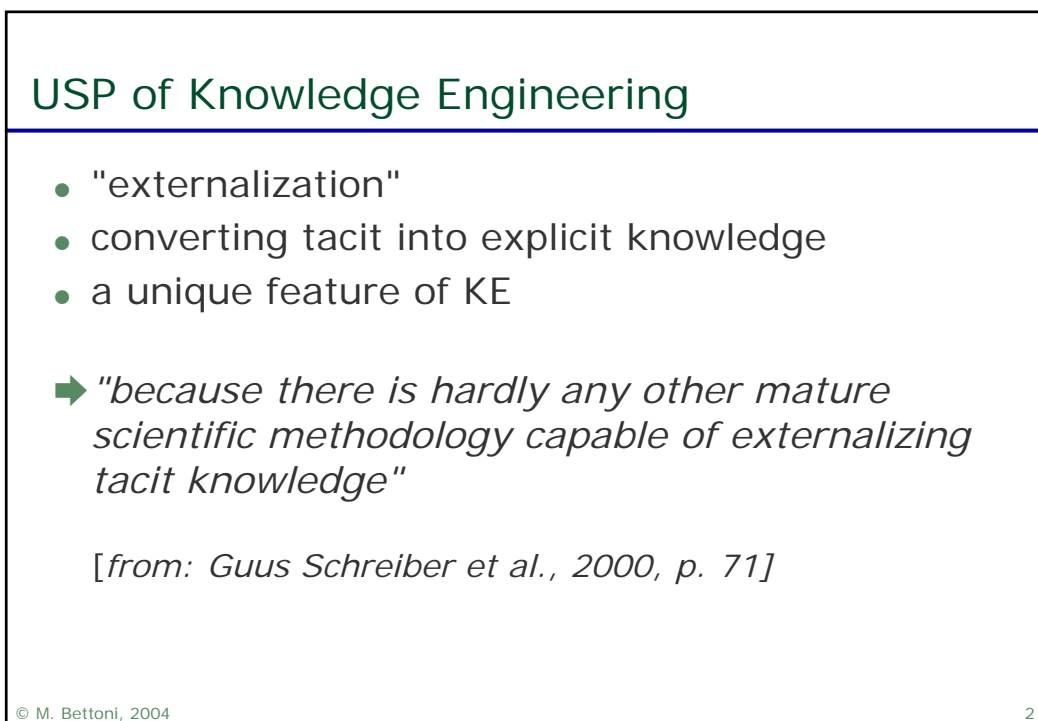 USP of Knowledge Engineering
• "externalization"
• converting tacit into explicit knowledge
• a unique feature of KE
➡ "because there is hardly any other mature
scientific methodology capable of externalizing
tacit knowledge"
[from: Guus Schreiber et al., 2000, p. 71]
© M. Bettoni, 2004
2